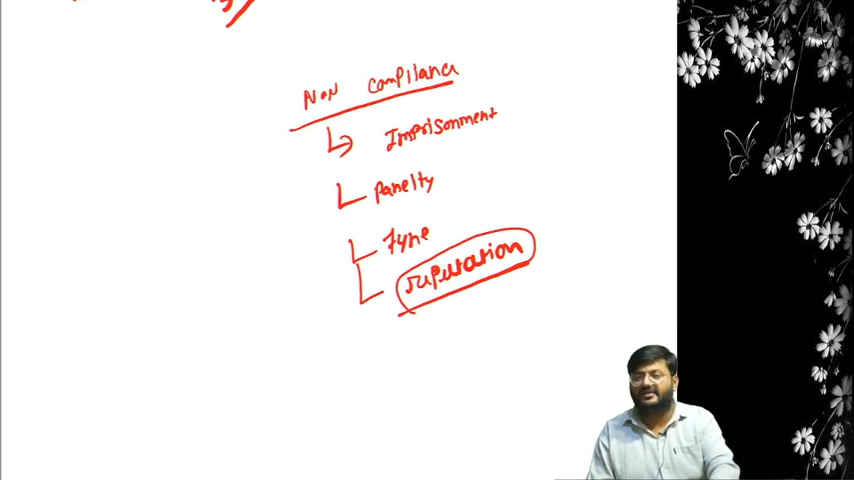 Non compliance
Imprisonment
Panelty
Fyne
reputation